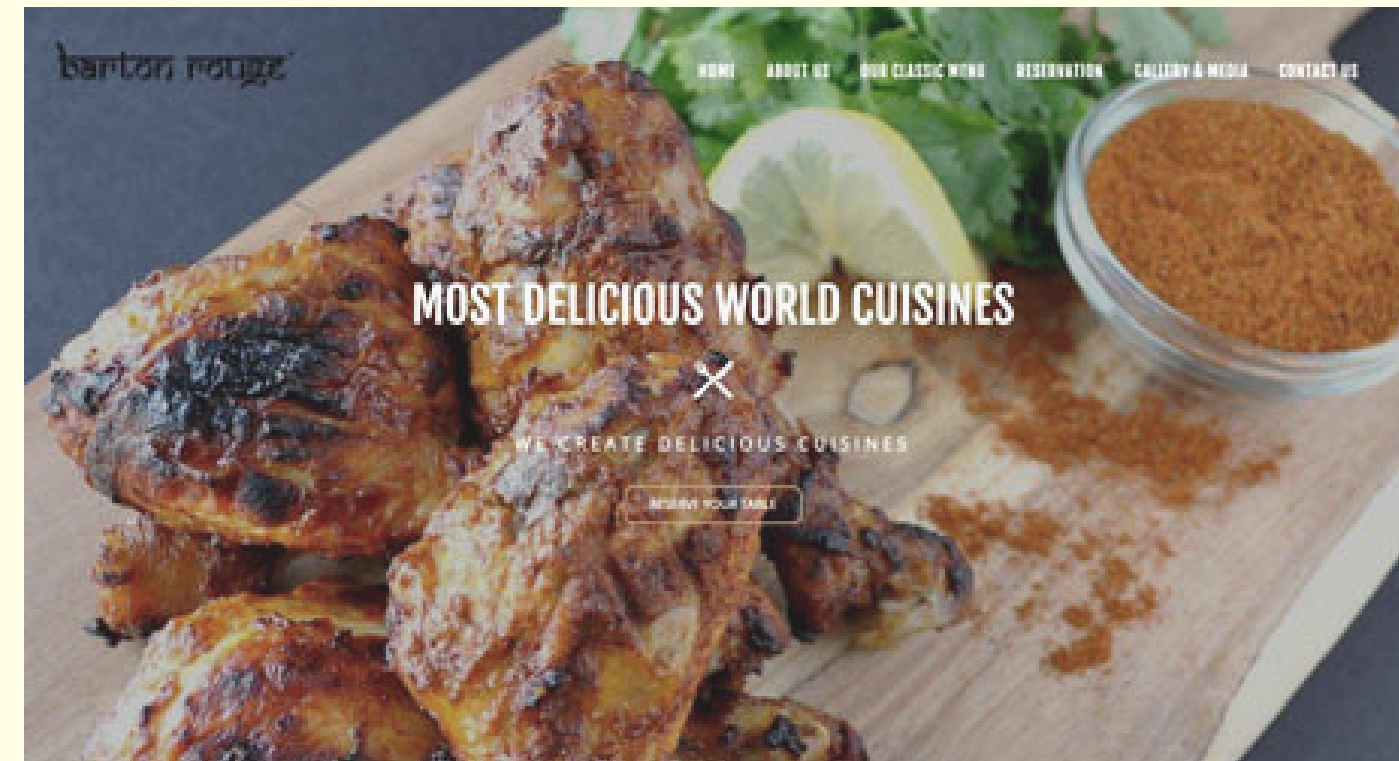 barton rouge
HOME ABOUT US OUR CLASSIC MENU RESERVATION GALLERY & MEDIA CONTACT US
MOST DELICIOUS WORLD CUISINES
WE CREATE DELICIOUS CUISINES
RESERVE YOUR TABLE